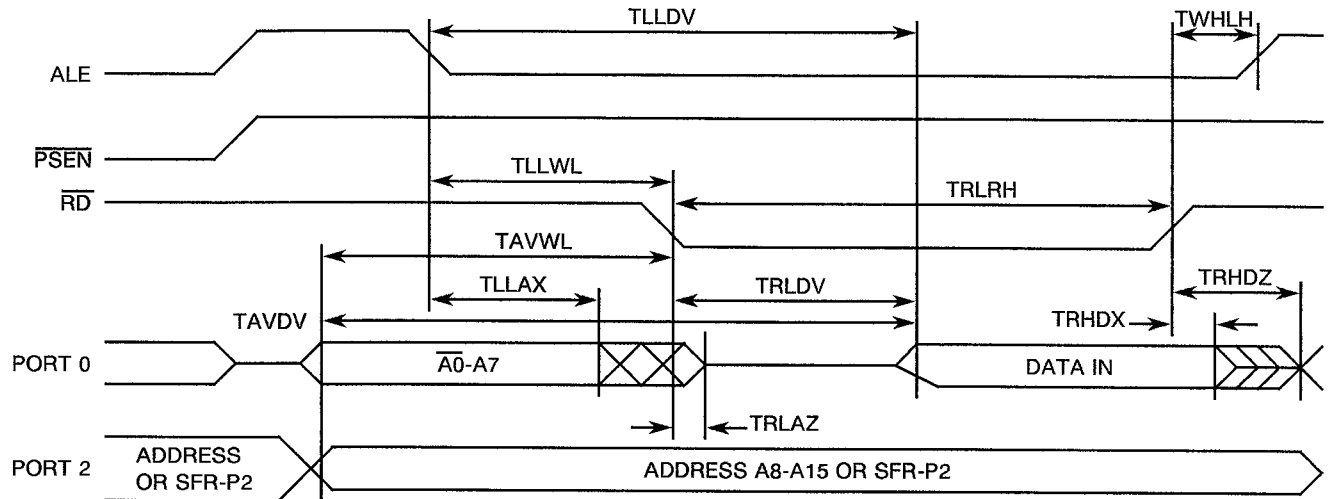 TLLDV
TWHLH
ALE
PSEN
TLLWL
RD
TRLRH
TAVWL
TLLAX
TRLDV
TRHDZ
TAVDV
TRHDX
PORT 0
A0-A7
DATA IN
TRLAZ
PORT 2
ADDRESS
OR SFR-P2
ADDRESS A8-A15 OR SFR-P2